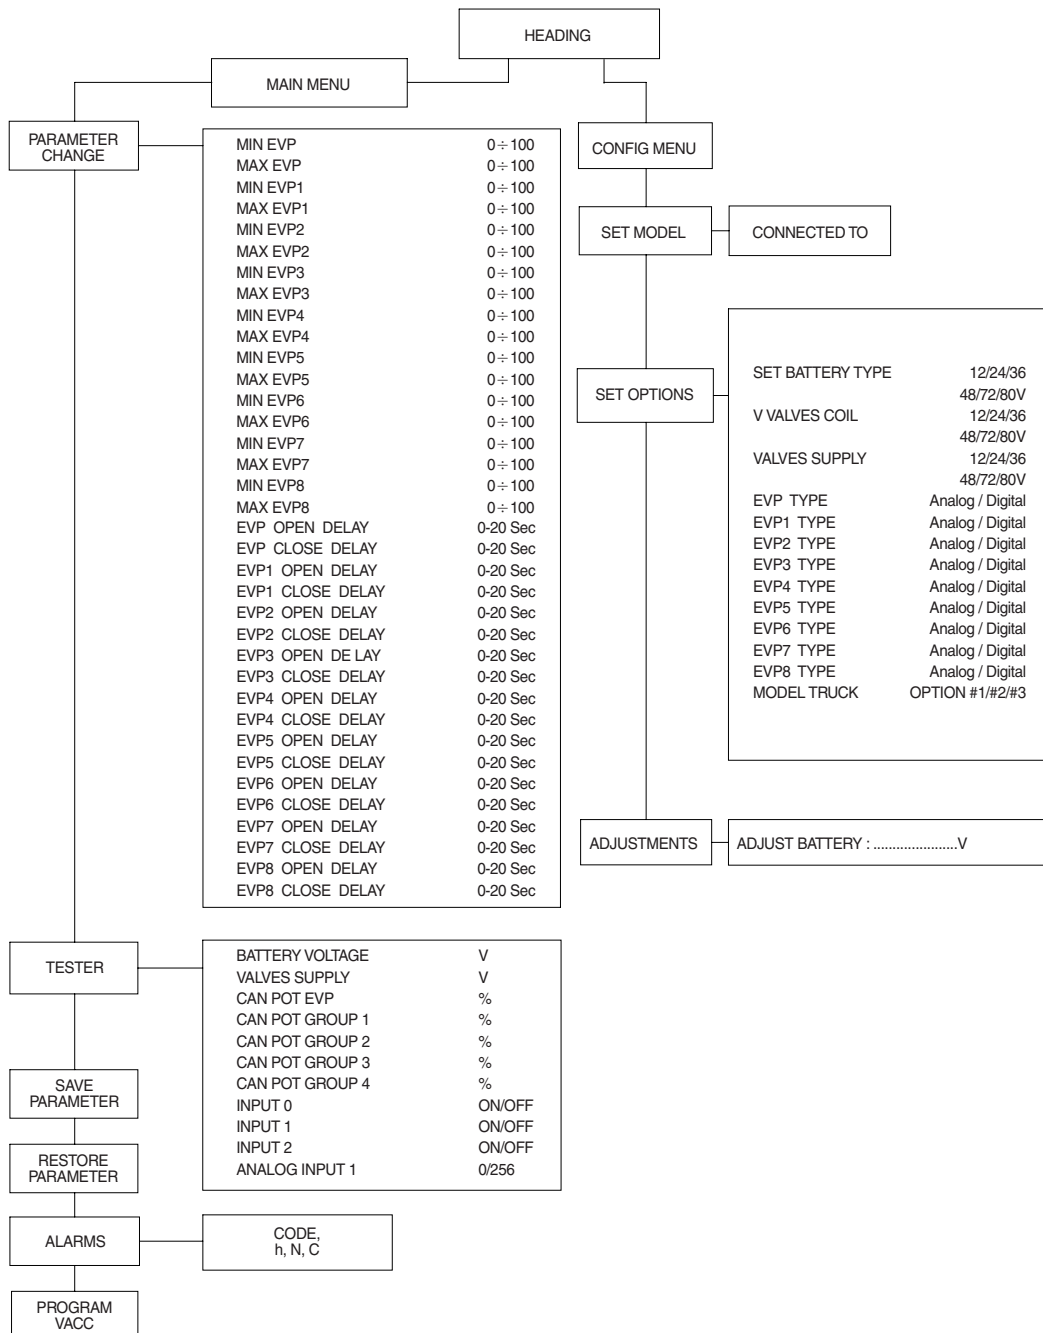 HEADING
MAIN MENU
PARAMETER
CHANGE
MIN EVP 0÷100
MAX EVP 0÷100
MIN EVP1 0÷100
MAX EVP1 0÷100
MIN EVP2 0÷100
MAX EVP2 0÷100
MIN EVP3 0÷100
MAX EVP3 0÷100
MIN EVP4 0÷100
MAX EVP4 0÷100
MIN EVP5 0÷100
MAX EVP5 0÷100
MIN EVP6 0÷100
MAX EVP6 0÷100
MIN EVP7 0÷100
MAX EVP7 0÷100
MIN EVP8 0÷100
MAX EVP8 0÷100
EVP OPEN DELAY 0-20 Sec
EVP CLOSE DELAY 0-20 Sec
EVP1 OPEN DELAY 0-20 Sec
EVP1 CLOSE DELAY 0-20 Sec
EVP2 OPEN DELAY 0-20 Sec
EVP2 CLOSE DELAY 0-20 Sec
EVP3 OPEN DE LAY 0-20 Sec
EVP3 CLOSE DELAY 0-20 Sec
EVP4 OPEN DELAY 0-20 Sec
EVP4 CLOSE DELAY 0-20 Sec
EVP5 OPEN DELAY 0-20 Sec
EVP5 CLOSE DELAY 0-20 Sec
EVP6 OPEN DELAY 0-20 Sec
EVP6 CLOSE DELAY 0-20 Sec
EVP7 OPEN DELAY 0-20 Sec
EVP7 CLOSE DELAY 0-20 Sec
EVP8 OPEN DELAY 0-20 Sec
EVP8 CLOSE DELAY 0-20 Sec
TESTER
BATTERY VOLTAGE V
VALVES SUPPLY V
CAN POT EVP %
CAN POT GROUP 1 %
CAN POT GROUP 2 %
CAN POT GROUP 3 %
CAN POT GROUP 4 %
INPUT 0 ON/OFF
INPUT 1 ON/OFF
INPUT 2 ON/OFF
ANALOG INPUT 1 0/256
SAVE
PARAMETER
RESTORE
PARAMETER
ALARMS
CODE,
h, N, C
PROGRAM
VACC
CONFIG MENU
SET MODEL
CONNECTED TO
SET OPTIONS
SET BATTERY TYPE 12/24/36
48/72/80V
V VALVES COIL 12/24/36
48/72/80V
VALVES SUPPLY 12/24/36
48/72/80V
EVP TYPE Analog / Digital
EVP1 TYPE Analog / Digital
EVP2 TYPE Analog / Digital
EVP3 TYPE Analog / Digital
EVP4 TYPE Analog / Digital
EVP5 TYPE Analog / Digital
EVP6 TYPE Analog / Digital
EVP7 TYPE Analog / Digital
EVP8 TYPE Analog / Digital
MODEL TRUCK OPTION #1/#2/#3
ADJUSTMENTS
ADJUST BATTERY : ......................V